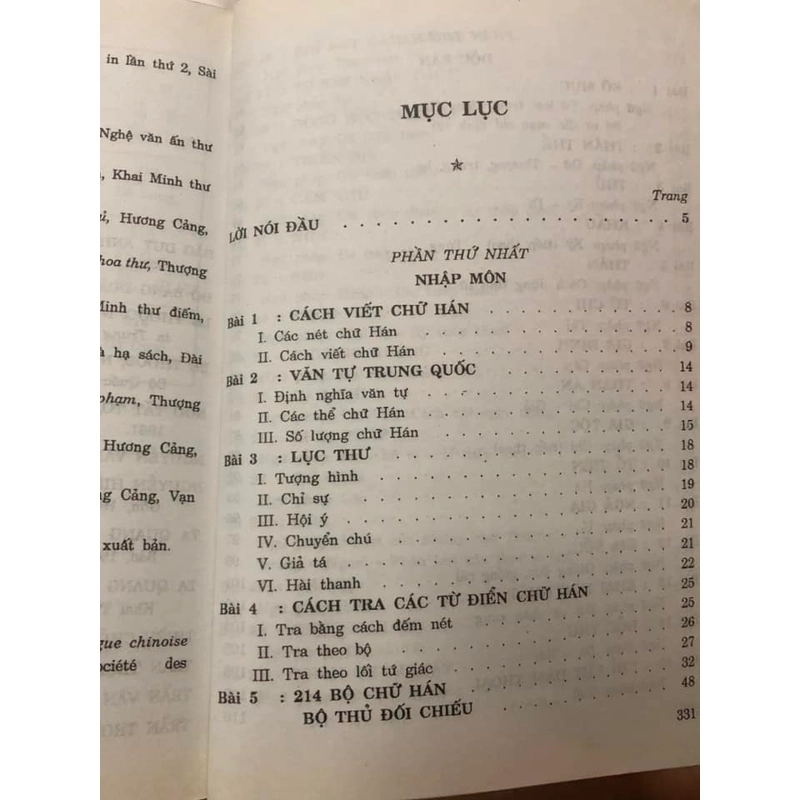 in lần thứ 2, Sài
Nghệ văn ấn thư
Khai Minh thư
Hương Cảng,
hoa thư, Thượng
Minh thư điếm,
hạ sách, Đài
phạm, Thượng
Hương Cảng,
Cảng, Vạn
xuất bản.
chinoise
des
MỤC LỤC
Trang
LỜI NÓI ĐẦU . . . . . . . . . . . . . . . . 5
PHẦN THỨ NHẤT
NHẬP MÔN
Bài 1 : CÁCH VIẾT CHỮ HÁN . . . . . . . . . . 8
I. Các nét chữ Hán . . . . . . . . . . . . . 8
II. Cách viết chữ Hán . . . . . . . . . . . . 9
Bài 2 : VĂN TỰ TRUNG QUỐC . . . . . . . . . . 14
I. Định nghĩa văn tự . . . . . . . . . . . . 14
II. Các thể chữ Hán . . . . . . . . . . . . . 14
III. Số lượng chữ Hán . . . . . . . . . . . . 15
Bài 3 : LỤC THƯ . . . . . . . . . . . . . . . 18
I. Tượng hình . . . . . . . . . . . . . . . 18
II. Chỉ sự . . . . . . . . . . . . . . . . . 19
III. Hội ý . . . . . . . . . . . . . . . . . 20
IV. Chuyển chú . . . . . . . . . . . . . . . 21
V. Giả tá . . . . . . . . . . . . . . . . . 21
VI. Hài thanh . . . . . . . . . . . . . . . 22
Bài 4 : CÁCH TRA CÁC TỪ ĐIỂN CHỮ HÁN . . . . . 25
I. Tra bằng cách đếm nét . . . . . . . . . . 25
II. Tra theo bộ . . . . . . . . . . . . . . 26
III. Tra theo lối tứ giác . . . . . . . . . . 27
Bài 5 : 214 BỘ CHỮ HÁN . . . . . . . . . . . 32
BỘ THỦ ĐỐI CHIẾU . . . . . . . . . . 48
331